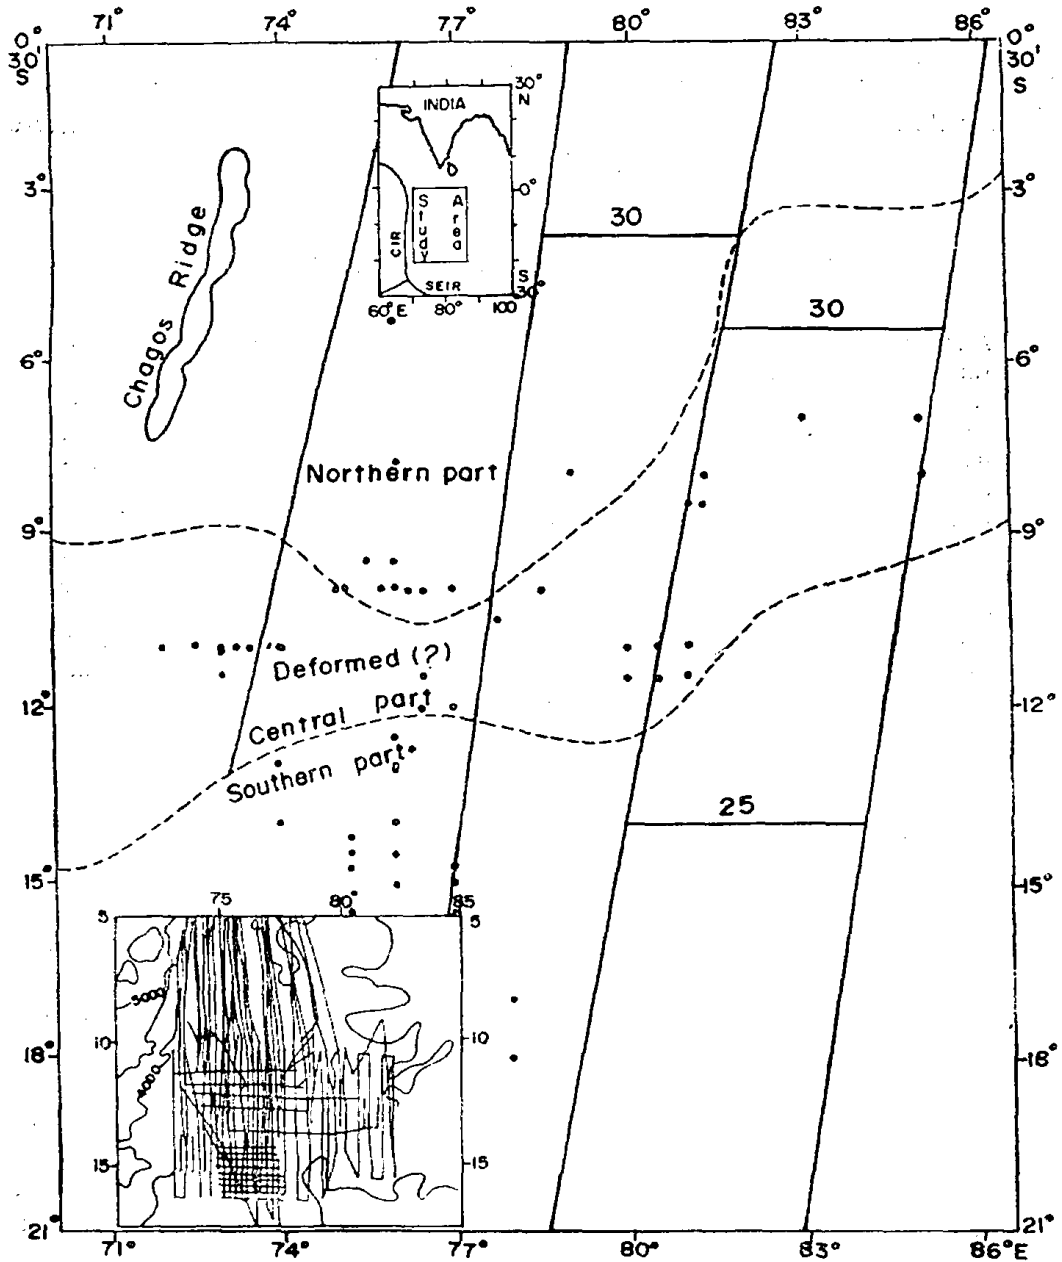 71° 74° 77° 80° 83° 86°
0° 30' S
0° 30' S
30° N
INDIA
0°
Study Area
CIR
SEIR
S 30°
60°E 80° 100
3° 3°
30
Chagos Ridge
30
6° 6°
Northern part
9° 9°
Deformed (?)
Central part
12° 12°
Southern part
25
15° 15°
75 80 85
5 5
5000
10 10
4000
15 15
18° 18°
21° 21°
71° 74° 77° 80° 83° 86°E